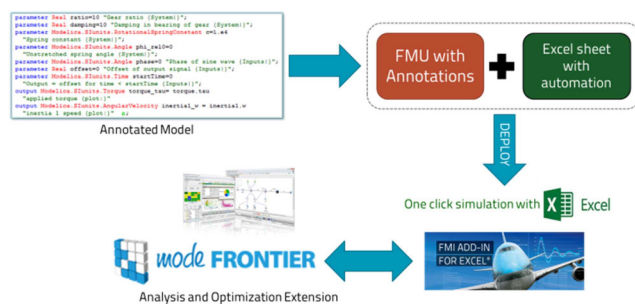 parameter Real ratio=10 "Gear ratio {System:}";
parameter Real damping=10 "Damping in bearing of gear {System:}";
parameter Modelica.SIunits.RotationalSpringConstant c=1.e4
"Spring constant {System:}";
parameter Modelica.SIunits.Angle phi_rel0=0
"Unstretched spring angle {System:}";
parameter Modelica.SIunits.Angle phase=0 "Phase of sine wave {Inputs:}";
parameter Real offset=0 "Offset of output signal {Inputs:}";
parameter Modelica.SIunits.Time startTime=0
"Output = offset for time < startTime {Inputs:}";
output Modelica.SIunits.Torque torque_tau= torque.tau
"applied torque {plot:}"
output Modelica.SIunits.AngularVelocity inertia1_w = inertia1.w
"inertia 1 speed {plot:}"
Annotated Model
FMU with
Annotations
Excel sheet
with
automation
DEPLOY
One click simulation with Excel
mode FRONTIER
FMI ADD-IN
FOR EXCEL*
Analysis and Optimization Extension